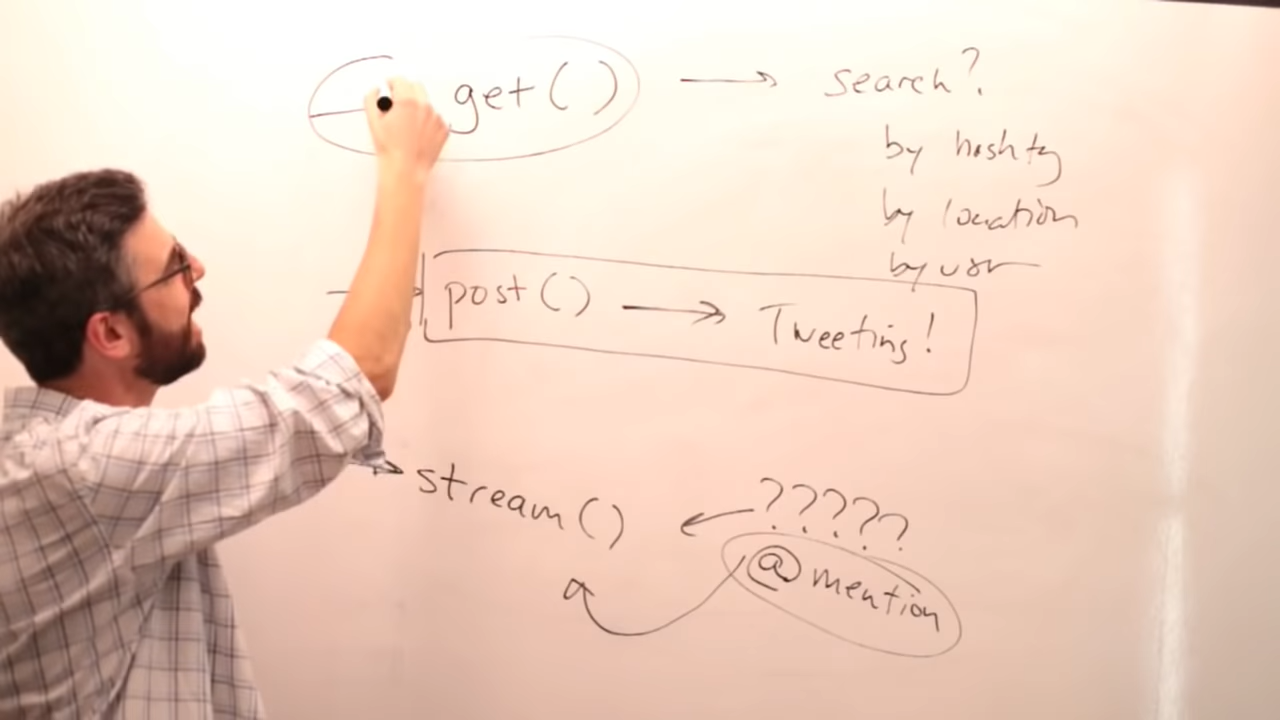 get() → search?
by hashtag
by location
by user
post() → Tweeting!
stream() ← ?????
@mention